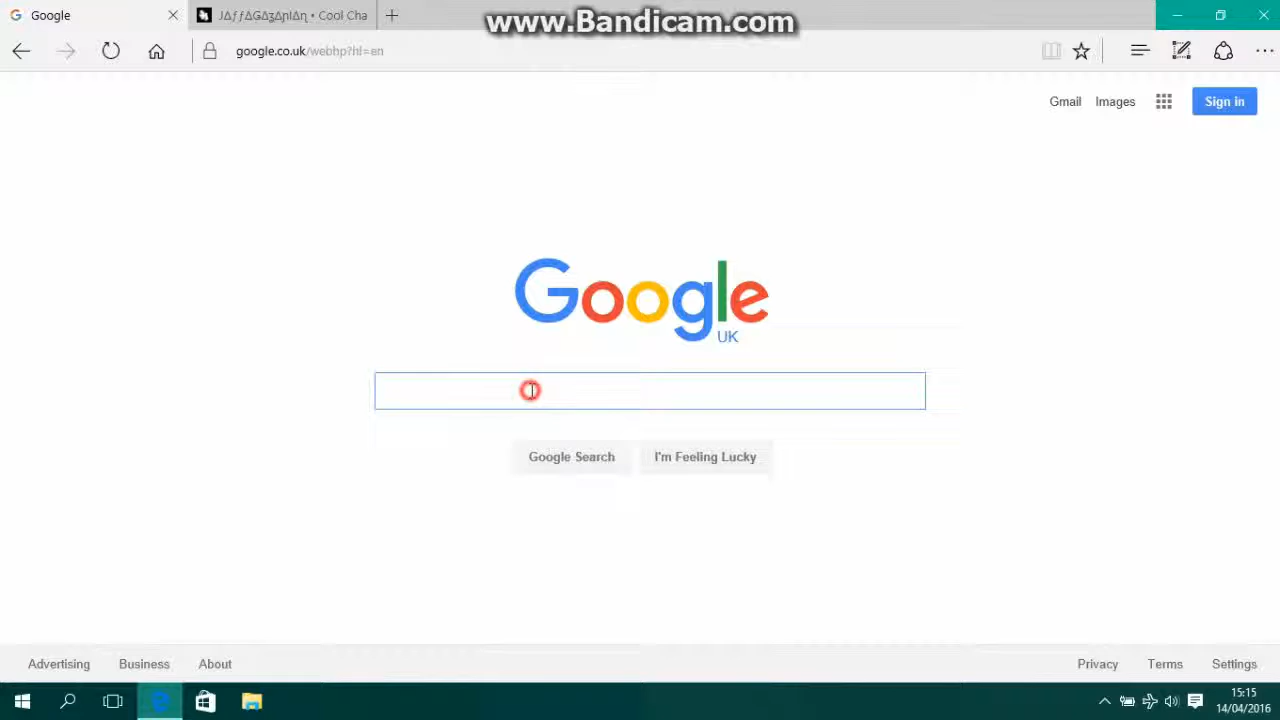 Google
JΔƒƒΔGΔʒΔɲIΔɳ • Cool Cha
www.Bandicam.com
google.co.uk/webhp?hl=en
Gmail
Images
Sign in
Google
UK
Google Search
I'm Feeling Lucky
Advertising
Business
About
Privacy
Terms
Settings
15:15
14/04/2016